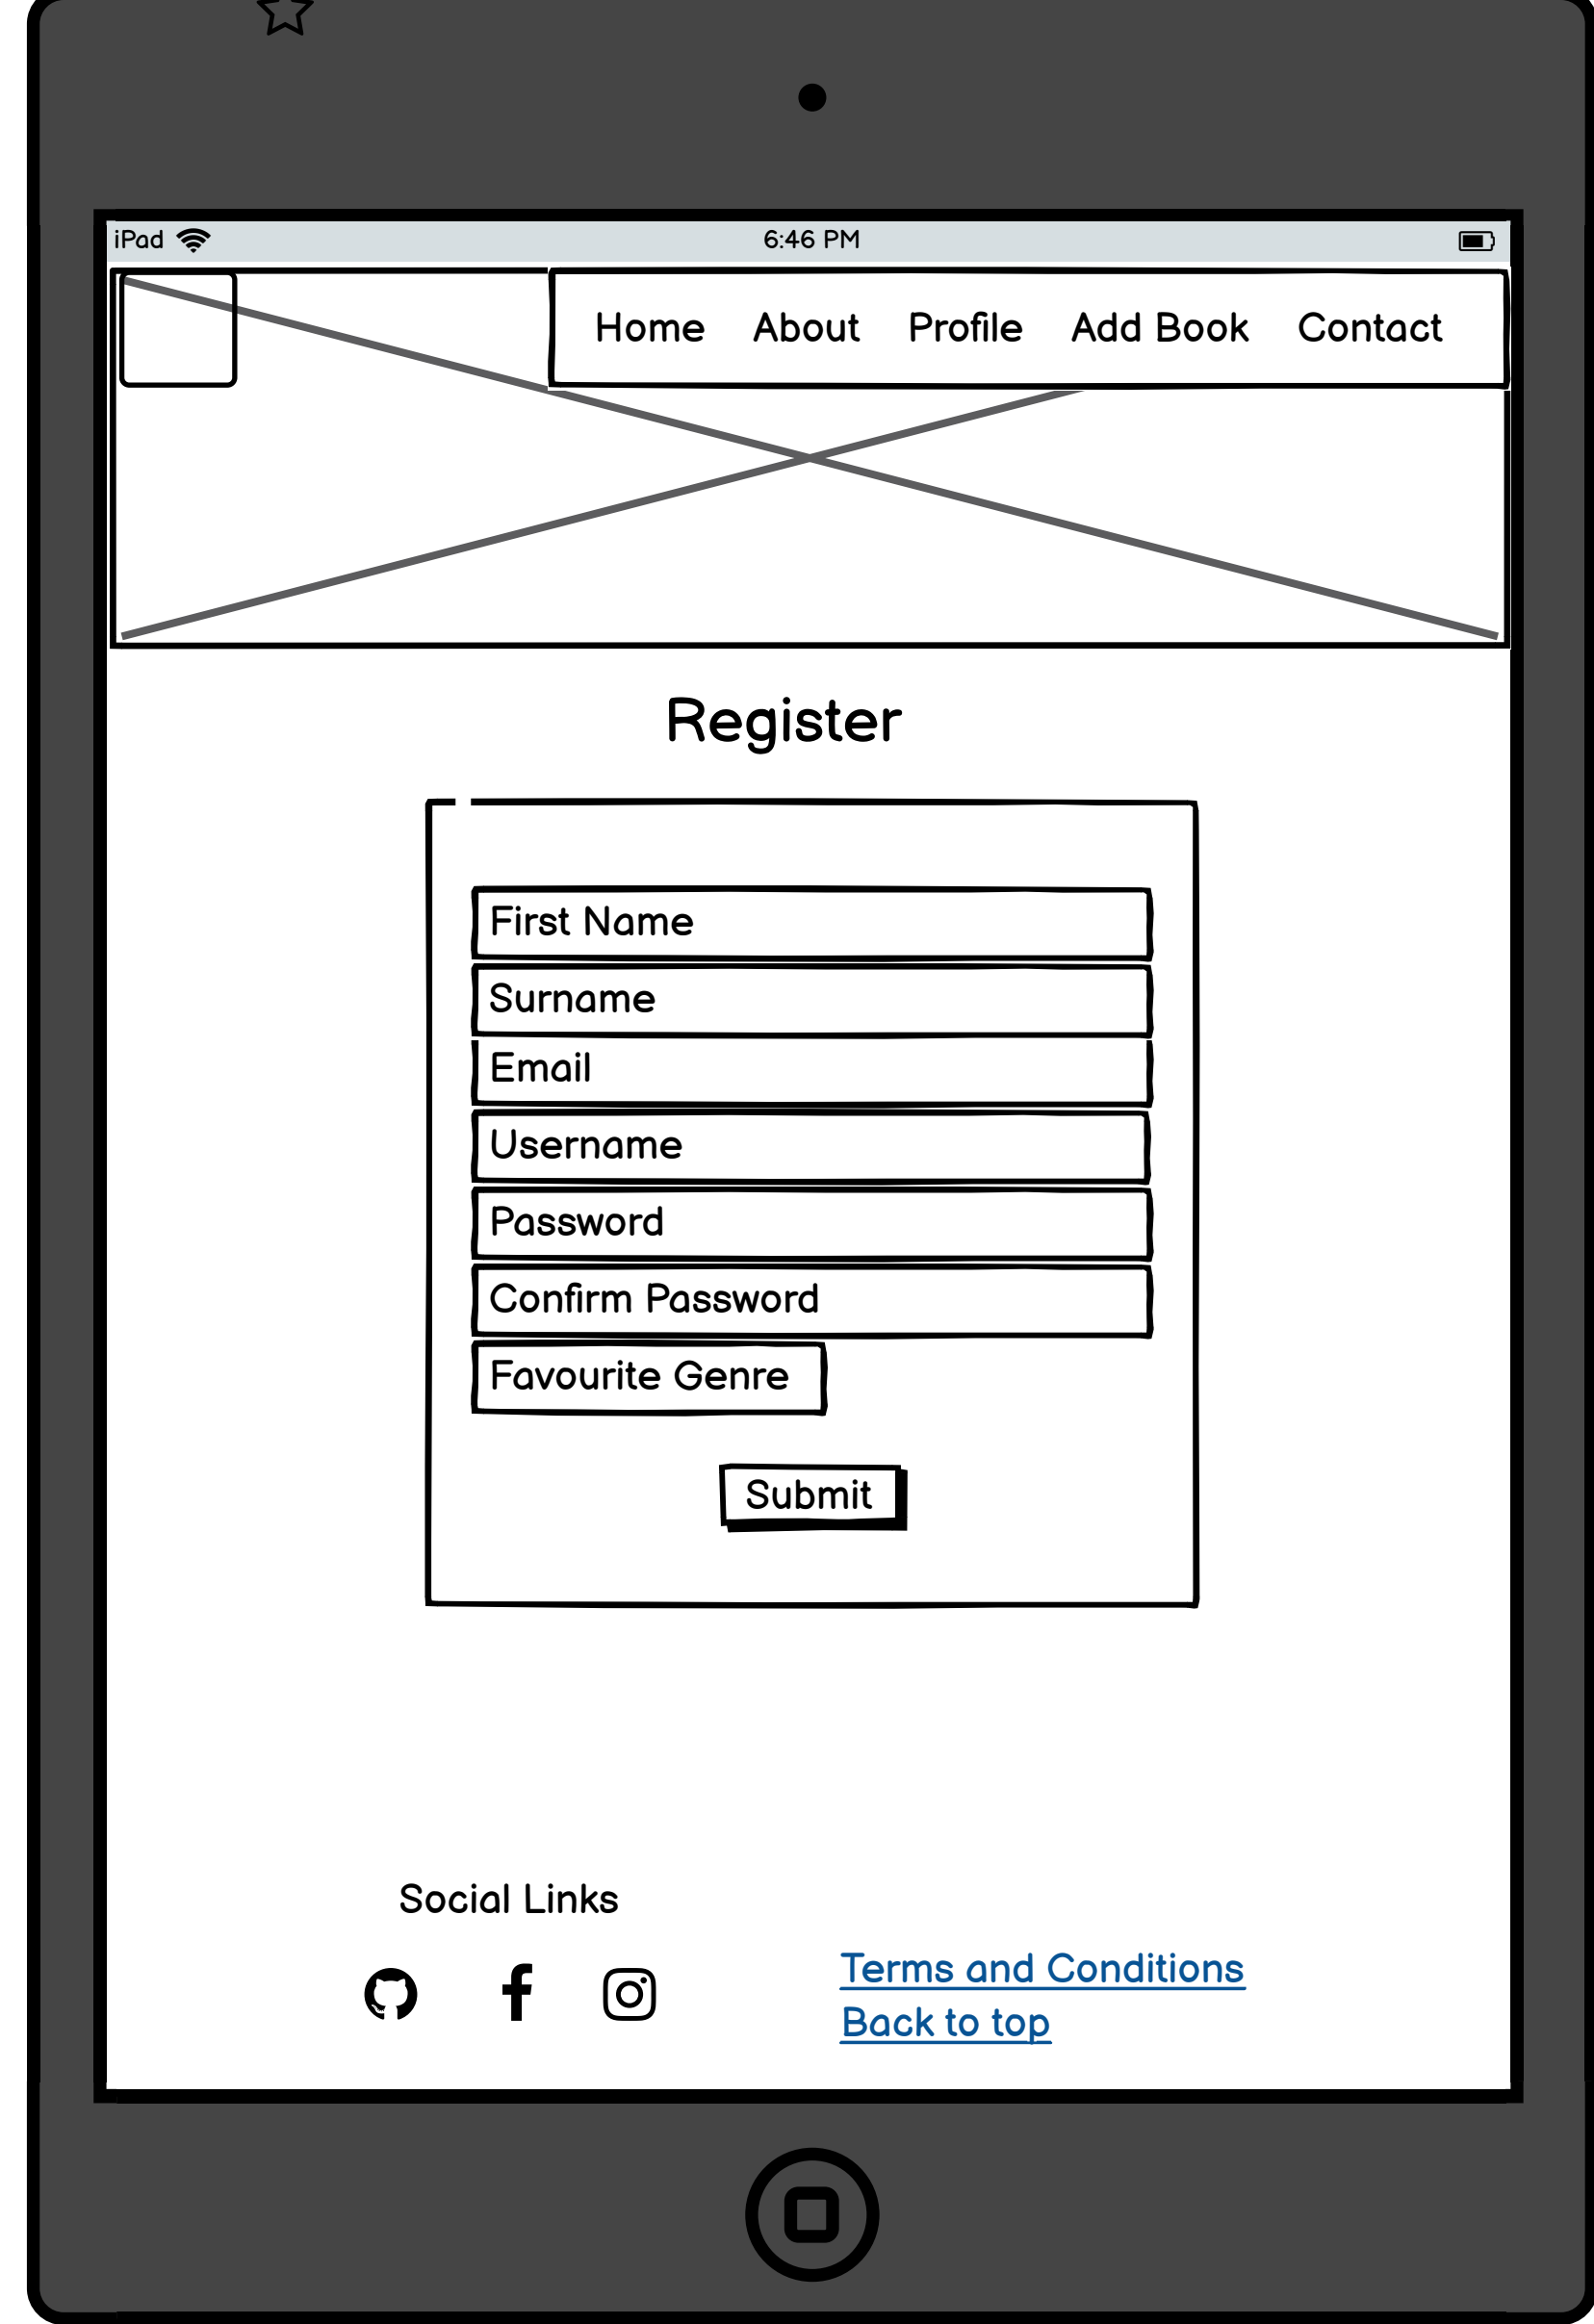 iPad 6:46 PM
Home About Profile Add Book Contact
Register
First Name
Surname
Email
Username
Password
Confirm Password
Favourite Genre
Submit
Social Links
Terms and Conditions
Back to top